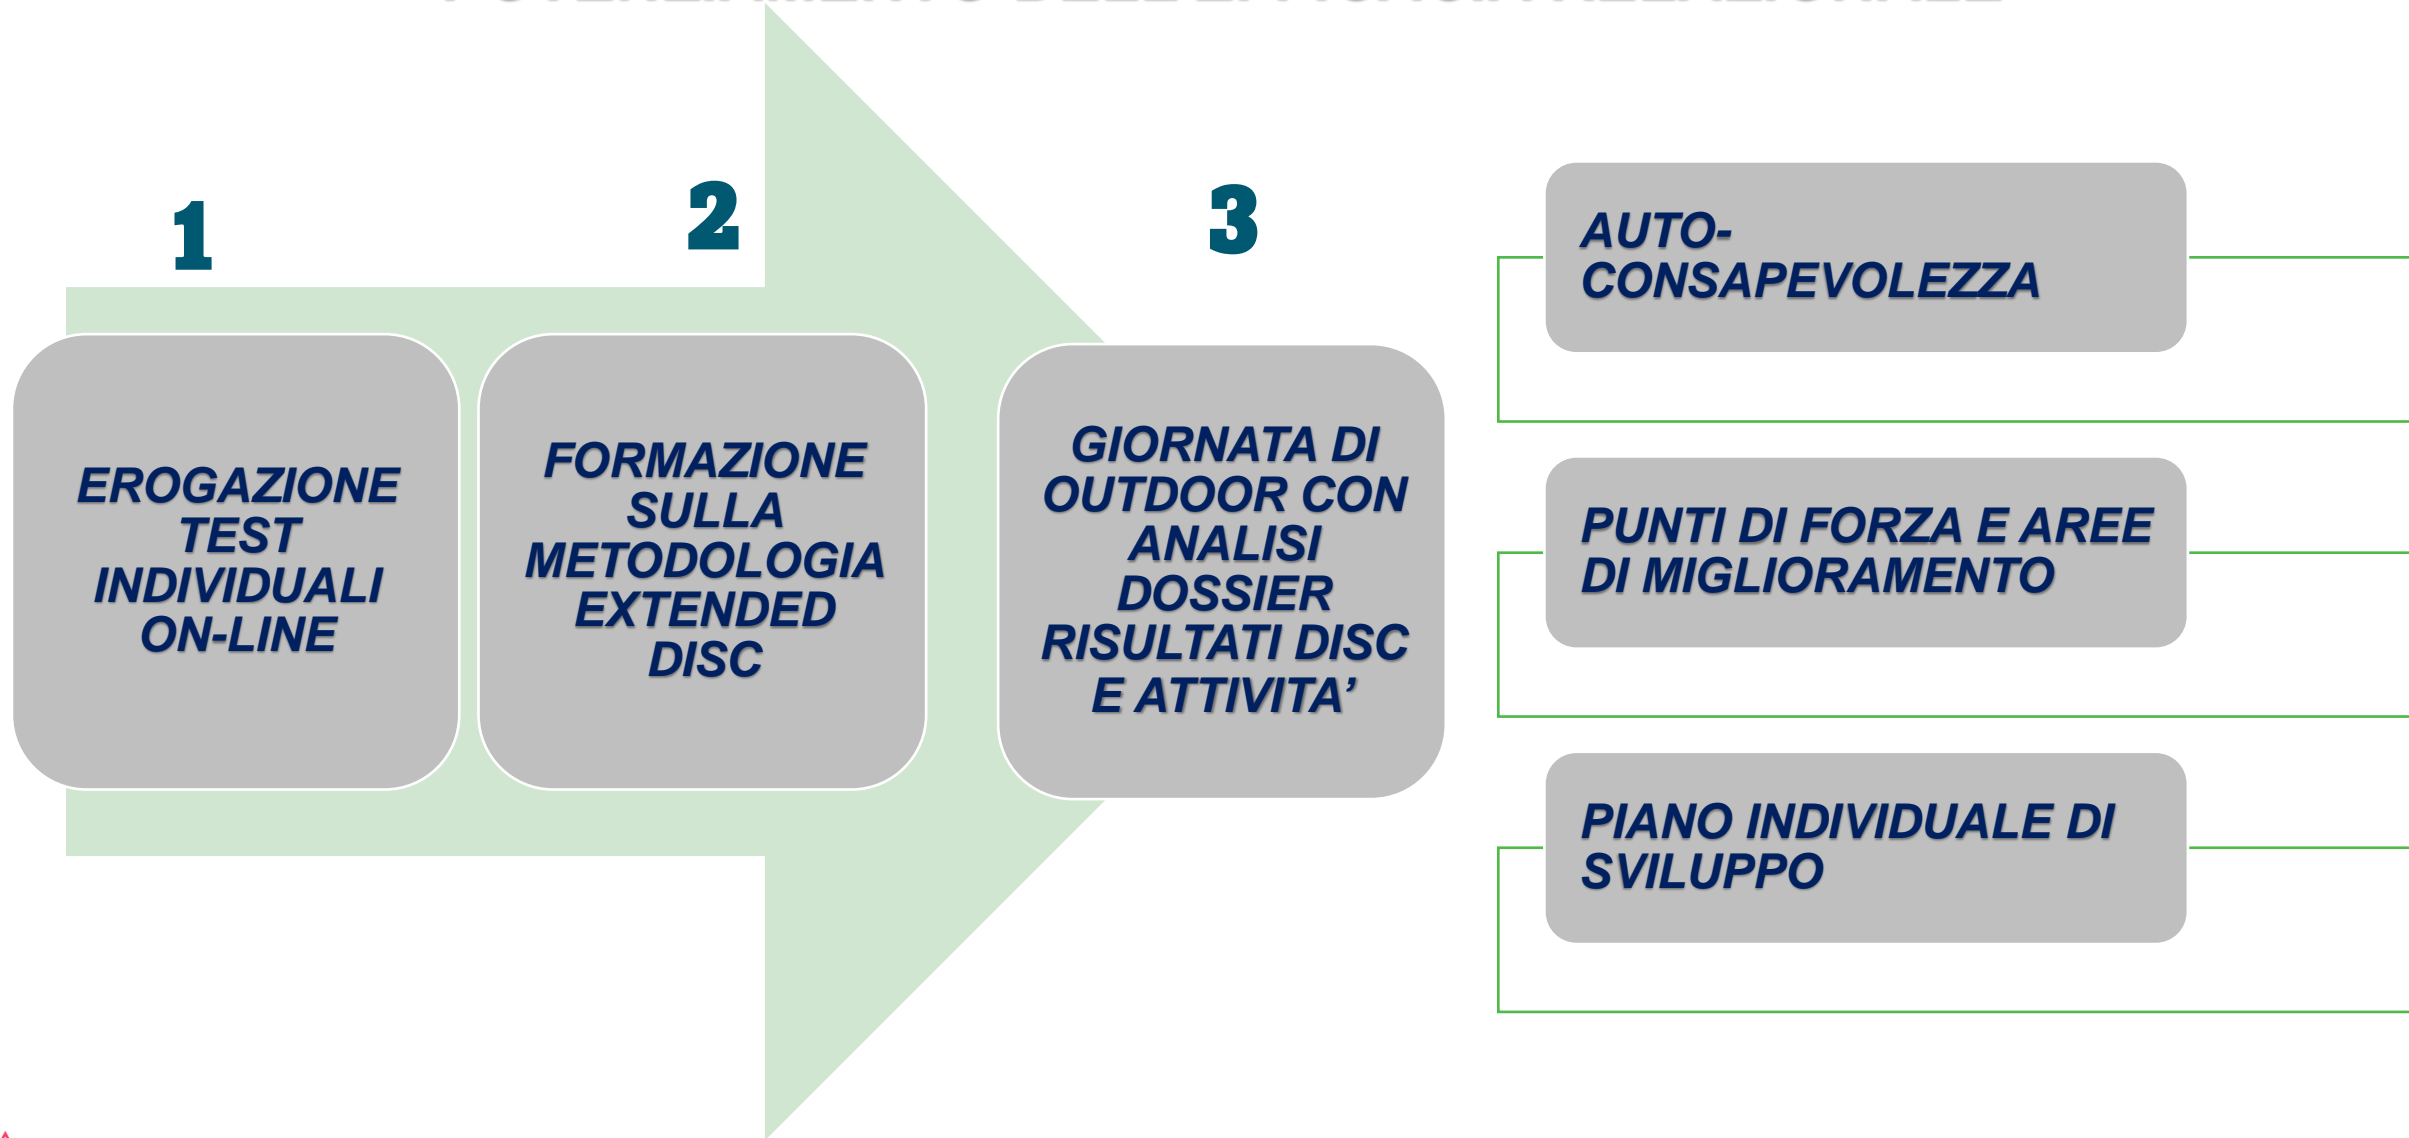 1
EROGAZIONE
TEST
INDIVIDUALI
ON-LINE
2
FORMAZIONE
SULLA
METODOLOGIA
EXTENDED
DISC
3
GIORNATA DI
OUTDOOR CON
ANALISI
DOSSIER
RISULTATI DISC
E ATTIVITA’
AUTO-
CONSAPEVOLEZZA
PUNTI DI FORZA E AREE
DI MIGLIORAMENTO
PIANO INDIVIDUALE DI
SVILUPPO